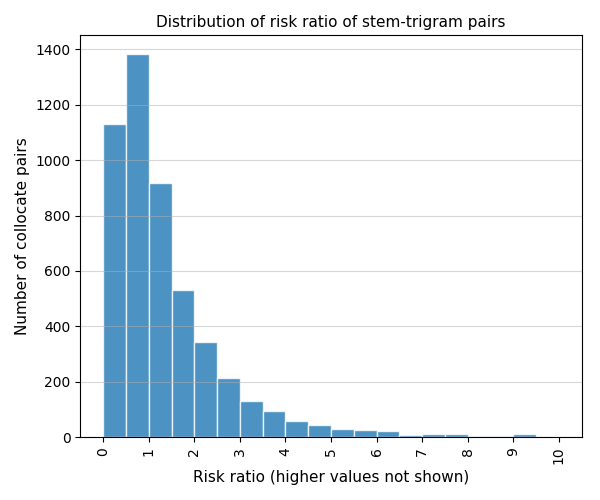 Distribution of risk ratio of stem-trigram pairs
Number of collocate pairs
1400
1200
1000
800
600
400
200
0
0 1 2 3 4 5 6 7 8 9 10
Risk ratio (higher values not shown)